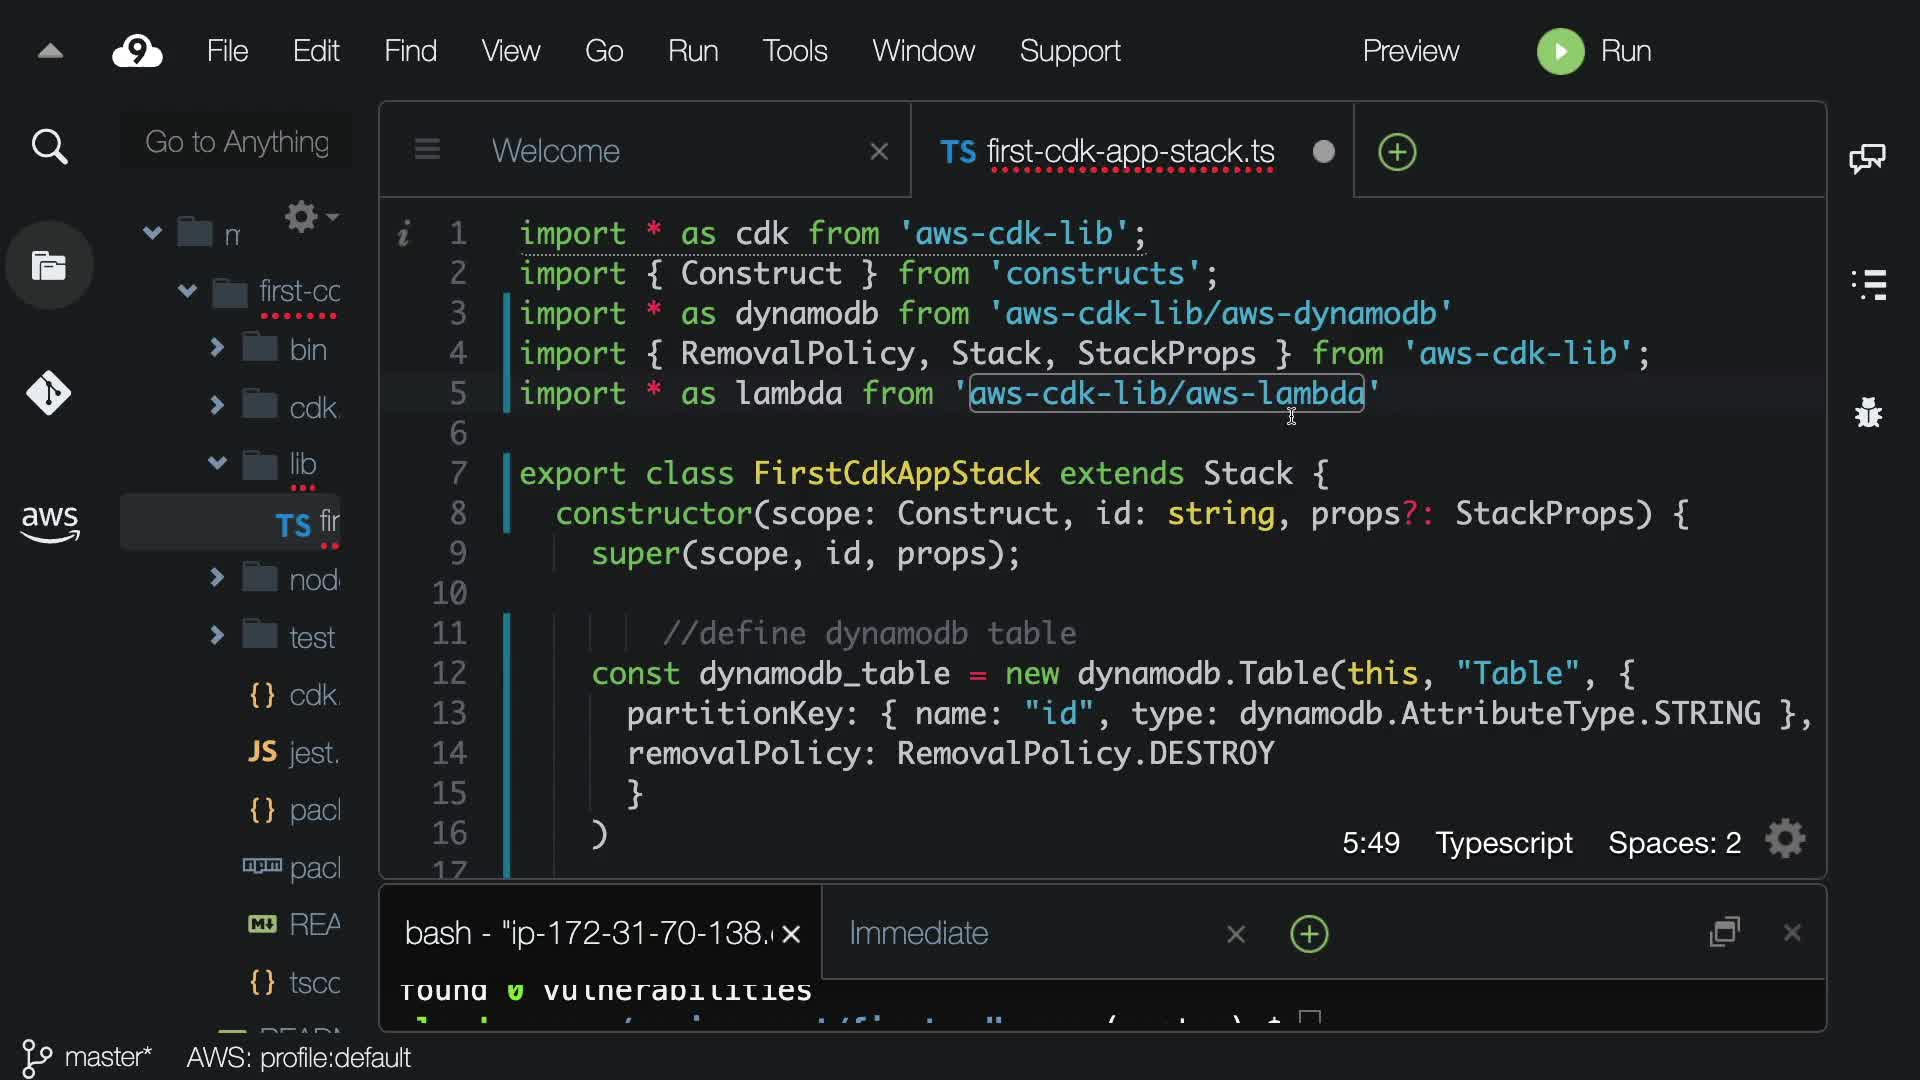 9 File Edit Find View Go Run Tools Window Support Preview Run
Go to Anything
Welcome TS first-cdk-app-stack.ts
first-cc
bin
cdk.
lib
TS fir
node
test
cdk.
JS jest.
pack
pack
REA
tscc
aws
i 1 import * as cdk from 'aws-cdk-lib';
2 import { Construct } from 'constructs';
3 import * as dynamodb from 'aws-cdk-lib/aws-dynamodb'
4 import { RemovalPolicy, Stack, StackProps } from 'aws-cdk-lib';
5 import * as lambda from 'aws-cdk-lib/aws-lambda'
6
7 export class FirstCdkAppStack extends Stack {
8 constructor(scope: Construct, id: string, props?: StackProps) {
9 super(scope, id, props);
10
11 //define dynamodb table
12 const dynamodb_table = new dynamodb.Table(this, "Table", {
13 partitionKey: { name: "id", type: dynamodb.AttributeType.STRING },
14 removalPolicy: RemovalPolicy.DESTROY
15 }
16 )
17
5:49 Typescript Spaces: 2
bash - "ip-172-31-70-138. Immediate
found 0 vulnerabilities
master* AWS: profile:default